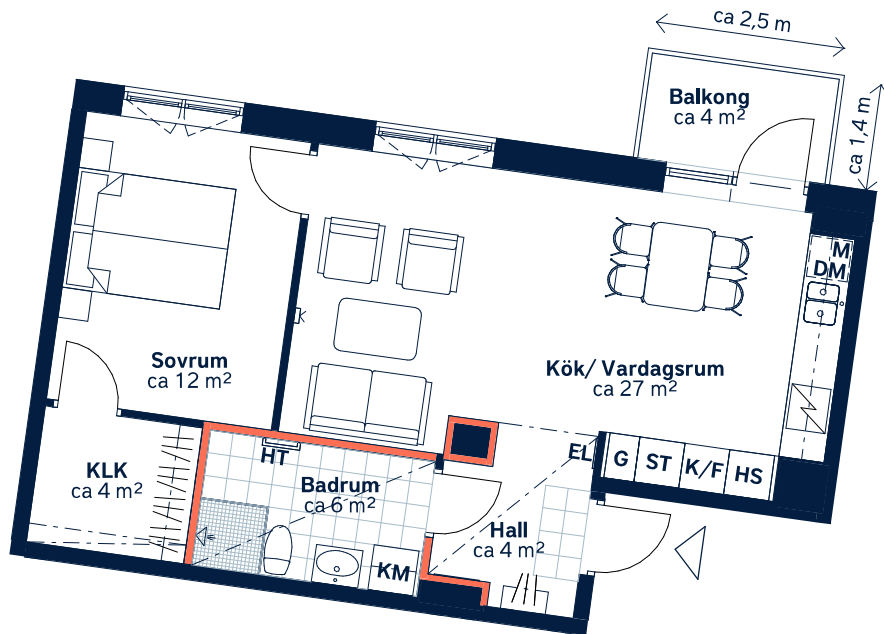 ca 2,5 m
Balkong
ca 4 m²
ca 1,4 m
M
DM
Sovrum
ca 12 m²
Kök/ Vardagsrum
ca 27 m²
KLK
ca 4 m²
HT
Badrum
ca 6 m²
EL
G
ST
K/F
HS
Hall
ca 4 m²
KM